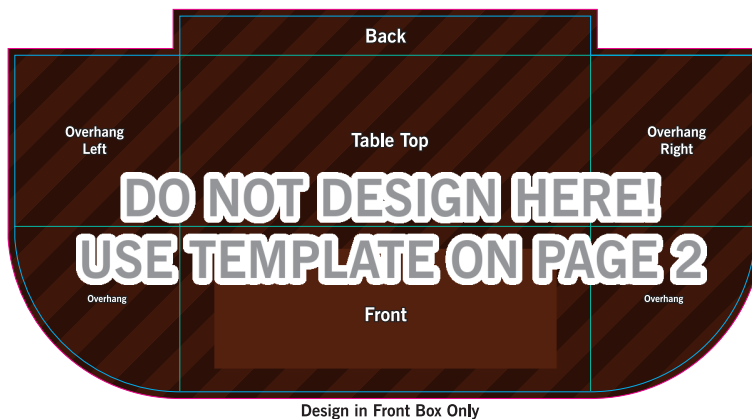 Back
Overhang
Left
Table Top
Overhang
Right
DO NOT DESIGN HERE!
USE TEMPLATE ON PAGE 2
Overhang
Front
Overhang
Design in Front Box Only